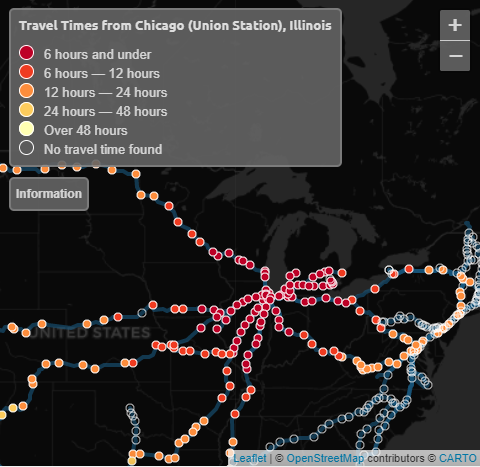 Travel Times from Chicago (Union Station), Illinois
6 hours and under
6 hours — 12 hours
12 hours — 24 hours
24 hours — 48 hours
Over 48 hours
No travel time found
+
−
Information
UNITED STATES
Leaflet | © OpenStreetMap contributors © CARTO